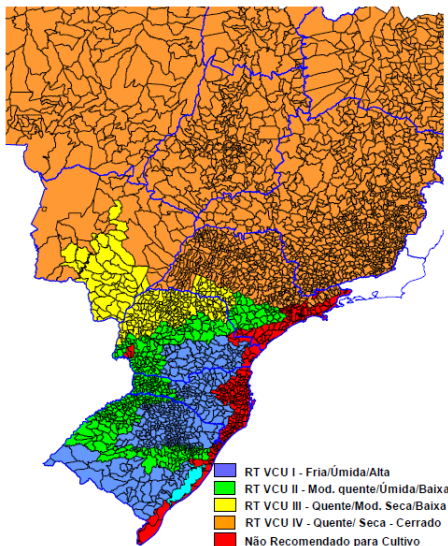 RT VCU I - Fria/Úmida/Alta
RT VCU II - Mod. quente/Úmida/Baixa
RT VCU III - Quente/Mod. Seca/Baixa
RT VCU IV - Quente/ Seca - Cerrado
Não Recomendado para Cultivo